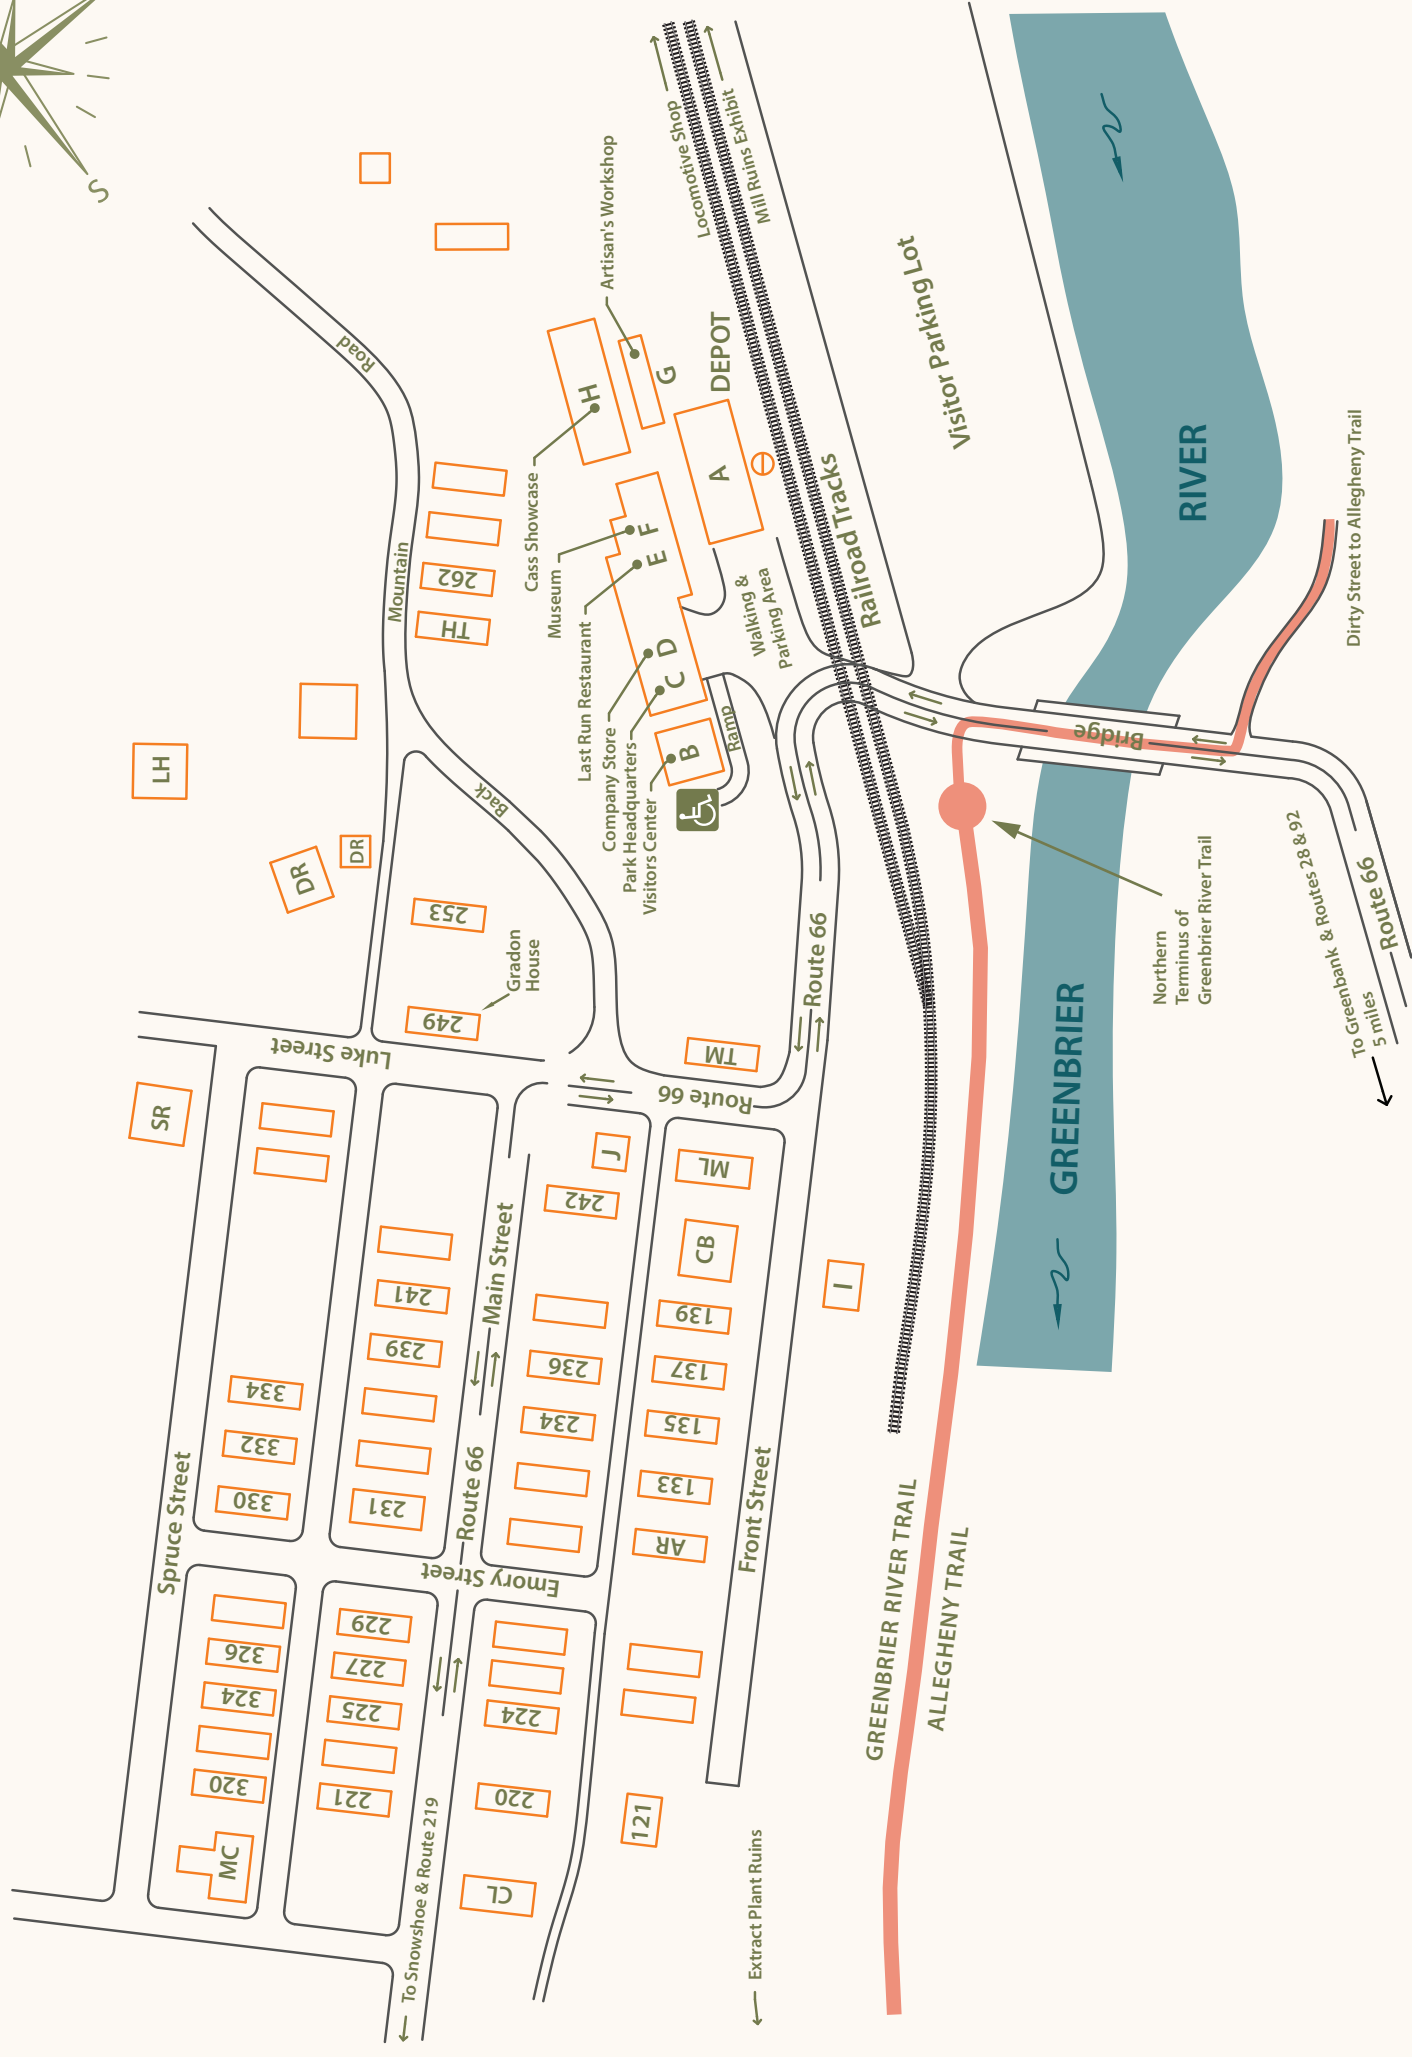 S
Locomotive Shop
Mill Ruins Exhibit
Artisan's Workshop
Road
Visitor Parking Lot
H
G
DEPOT
A
Cass Showcase
F
E
Museum
RIVER
Dirty Street to Allegheny Trail
Mountain
262
TH
Railroad Tracks
Walking &
Parking Area
D
C
Last Run Restaurant
Company Store
Park Headquarters
Visitors Center
B
Ramp
Bridge
LH
DR
DR
Back
253
Gradon
House
249
Route 66
Northern
Terminus of
Greenbrier River Trail
To Greenbank & Routes 28 & 92
5 miles
Route 66
Luke Street
TM
Route 66
GREENBRIER
SR
J
242
ML
CB
I
Main Street
241
239
139
137
135
133
AR
236
234
334
332
330
231
Route 66
Spruce Street
Front Street
Emory Street
GREENBRIER RIVER TRAIL
ALLEGHENY TRAIL
326
324
320
MC
229
227
225
221
224
220
121
CL
To Snowshoe & Route 219
Extract Plant Ruins